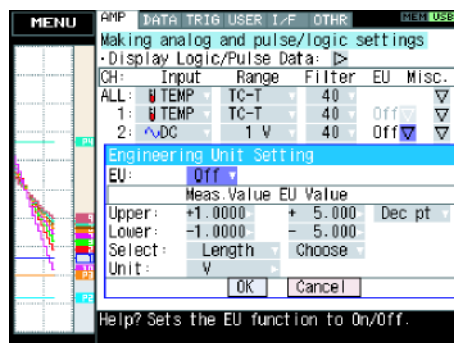 MENU AMP DATA TRIG USER I/F OTHR MEM USB
Making analog and pulse/logic settings
・Display Logic/Pulse Data:
CH: Input Range Filter EU Misc.
ALL: TEMP TC-T 40
1: TEMP TC-T 40 Off
2: DC 1 V 40 Off
P4
Engineering Unit Setting
EU: Off
Meas.Value EU Value
Upper: +1.0000 + 5.000 Dec pt
Lower: -1.0000 - 5.000
Select: Length Choose
Unit: V
P3
OK Cancel
P2
Help? Sets the EU function to On/Off.